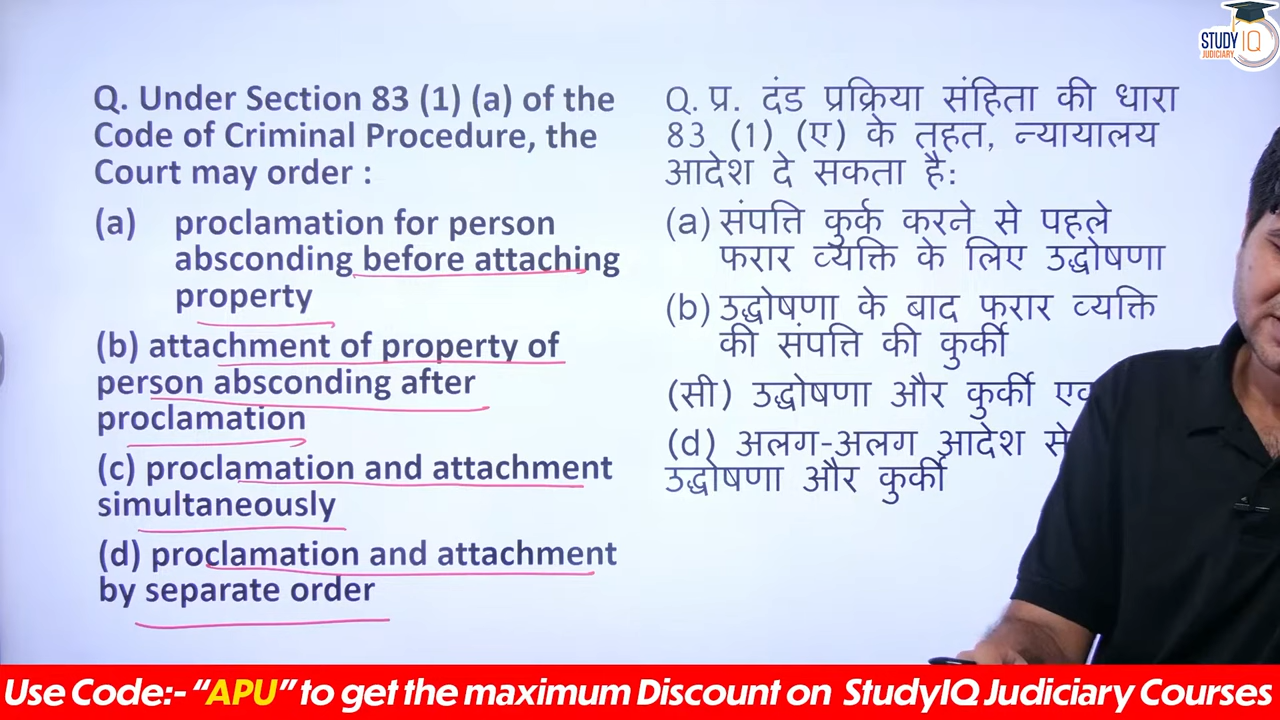 STUDY IQ
JUDICIARY
Q. Under Section 83 (1) (a) of the
Code of Criminal Procedure, the
Court may order :
(a) proclamation for person
absconding before attaching
property
(b) attachment of property of
person absconding after
proclamation
(c) proclamation and attachment
simultaneously
(d) proclamation and attachment
by separate order
Q. प्र. दंड प्रक्रिया संहिता की धारा
83 (1) (ए) के तहत, न्यायालय
आदेश दे सकता है:
(a) संपत्ति कुर्क करने से पहले
फरार व्यक्ति के लिए उद्घोषणा
(b) उद्घोषणा के बाद फरार व्यक्ति
की संपत्ति की कुर्की
(सी) उद्घोषणा और कुर्की
(d) अलग-अलग आदेश से
उद्घोषणा और कुर्की
Use Code:- “APU” to get the maximum Discount on StudyIQ Judiciary Courses